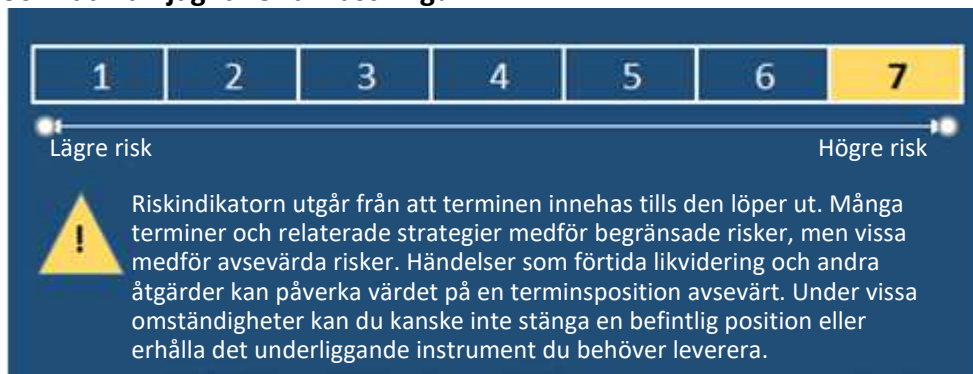 1 2 3 4 5 6 7
Lägre risk Högre risk
Riskindikatorn utgår från att terminen innehas tills den löper ut. Många
terminer och relaterade strategier medför begränsade risker, men vissa
medför avsevärda risker. Händelser som förtida likvidering och andra
åtgärder kan påverka värdet på en terminsposition avsevärt. Under vissa
omständigheter kan du kanske inte stänga en befintlig position eller
erhålla det underliggande instrument du behöver leverera.